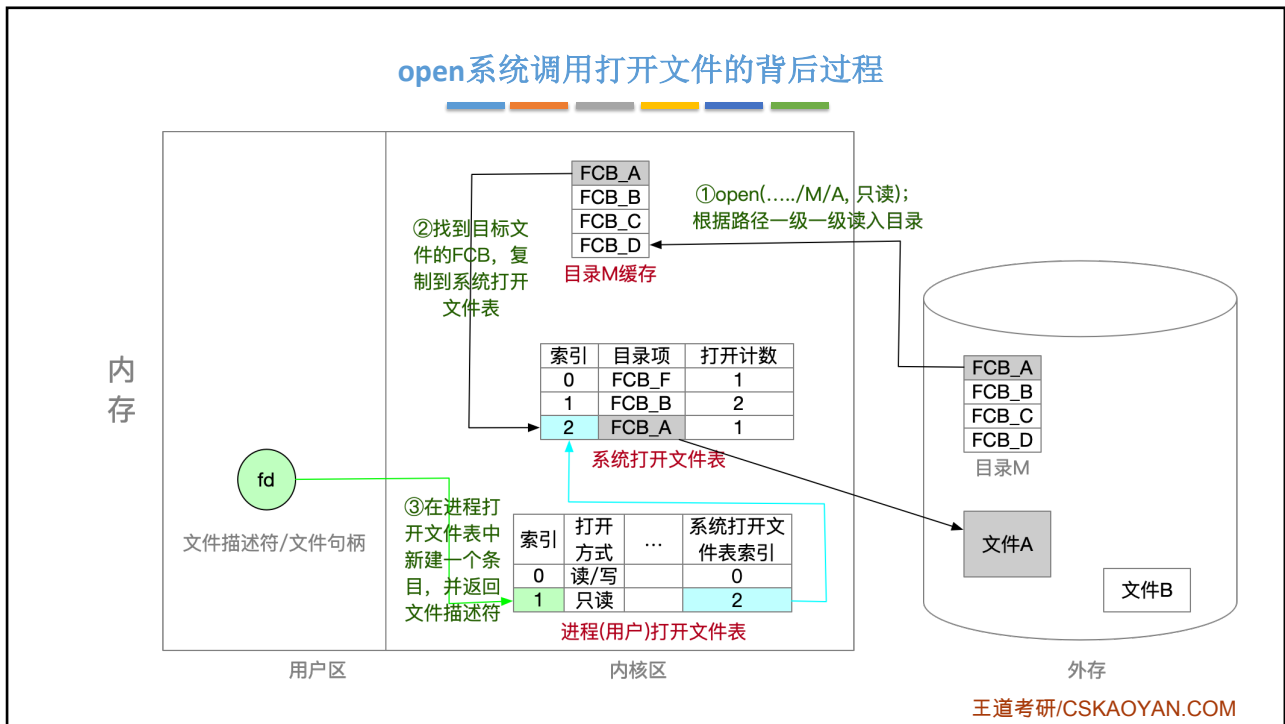 open系统调用打开文件的背后过程
FCB_A
FCB_B
FCB_C
FCB_D
目录M缓存
①open(…../M/A, 只读);
根据路径一级一级读入目录
②找到目标文
件的FCB，复
制到系统打开
文件表
内
存
索引 目录项 打开计数
0 FCB_F 1
1 FCB_B 2
2 FCB_A 1
系统打开文件表
fd
文件描述符/文件句柄
③在进程打
开文件表中
新建一个条
目，并返回
文件描述符
索引 打开
方式 … 系统打开文
件表索引
0 读/写 0
1 只读 2
进程(用户)打开文件表
FCB_A
FCB_B
FCB_C
FCB_D
目录M
文件A
文件B
用户区
内核区
外存
王道考研/CSKAOYAN.COM